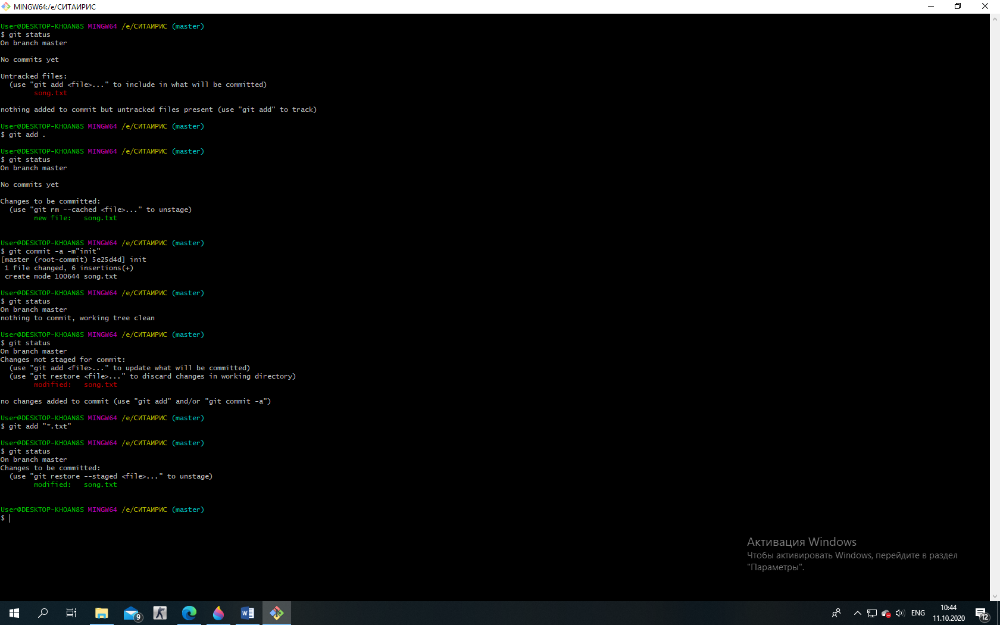 MINGW64:/e/СИТАИРИС
User@DESKTOP-KHOAN8S MINGW64 /e/СИТАИРИС (master)
$ git status
On branch master
No commits yet
Untracked files:
(use "git add <file>..." to include in what will be committed)
song.txt
nothing added to commit but untracked files present (use "git add" to track)
User@DESKTOP-KHOAN8S MINGW64 /e/СИТАИРИС (master)
$ git add .
User@DESKTOP-KHOAN8S MINGW64 /e/СИТАИРИС (master)
$ git status
On branch master
No commits yet
Changes to be committed:
(use "git rm --cached <file>..." to unstage)
new file:   song.txt
User@DESKTOP-KHOAN8S MINGW64 /e/СИТАИРИС (master)
$ git commit -a -m"init"
[master (root-commit) 5e25d4d] init
1 file changed, 6 insertions(+)
create mode 100644 song.txt
User@DESKTOP-KHOAN8S MINGW64 /e/СИТАИРИС (master)
$ git status
On branch master
nothing to commit, working tree clean
User@DESKTOP-KHOAN8S MINGW64 /e/СИТАИРИС (master)
$ git status
On branch master
Changes not staged for commit:
(use "git add <file>..." to update what will be committed)
(use "git restore <file>..." to discard changes in working directory)
modified:   song.txt
no changes added to commit (use "git add" and/or "git commit -a")
User@DESKTOP-KHOAN8S MINGW64 /e/СИТАИРИС (master)
$ git add "*.txt"
User@DESKTOP-KHOAN8S MINGW64 /e/СИТАИРИС (master)
$ git status
On branch master
Changes to be committed:
(use "git restore --staged <file>..." to unstage)
modified:   song.txt
User@DESKTOP-KHOAN8S MINGW64 /e/СИТАИРИС (master)
$
Активация Windows
Чтобы активировать Windows, перейдите в раздел
"Параметры".
9
ENG
10:44
11.10.2020
12